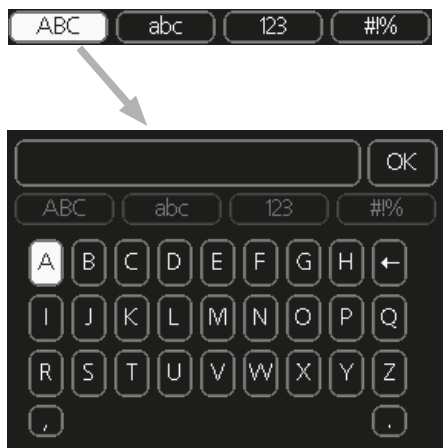 ABC abc 123 #!%
OK
ABC abc 123 #!%
A B C D E F G H ←
I J K L M N O P Q
R S T U V W X Y Z
, .